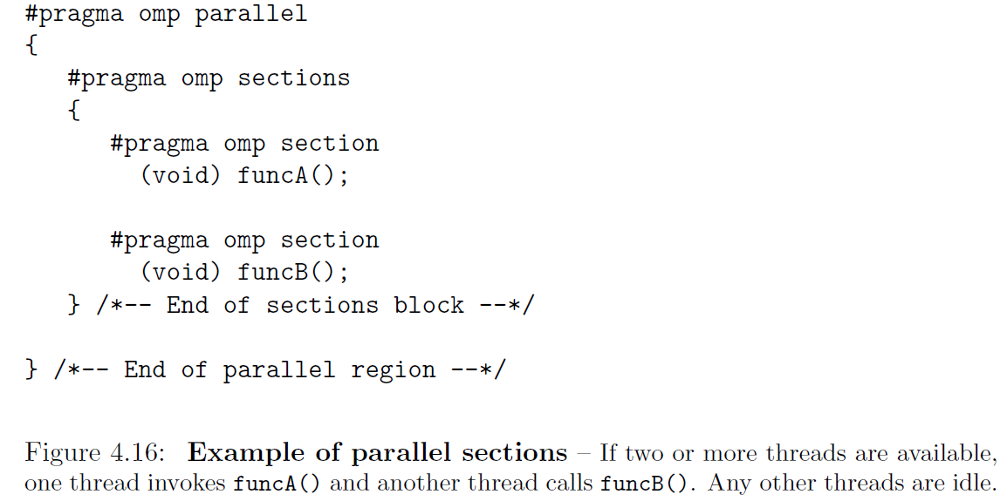 #pragma omp parallel
{
#pragma omp sections
{
#pragma omp section
(void) funcA();
#pragma omp section
(void) funcB();
} /*-- End of sections block --*/
} /*-- End of parallel region --*/
Figure 4.16: Example of parallel sections – If two or more threads are available,
one thread invokes funcA() and another thread calls funcB(). Any other threads are idle.